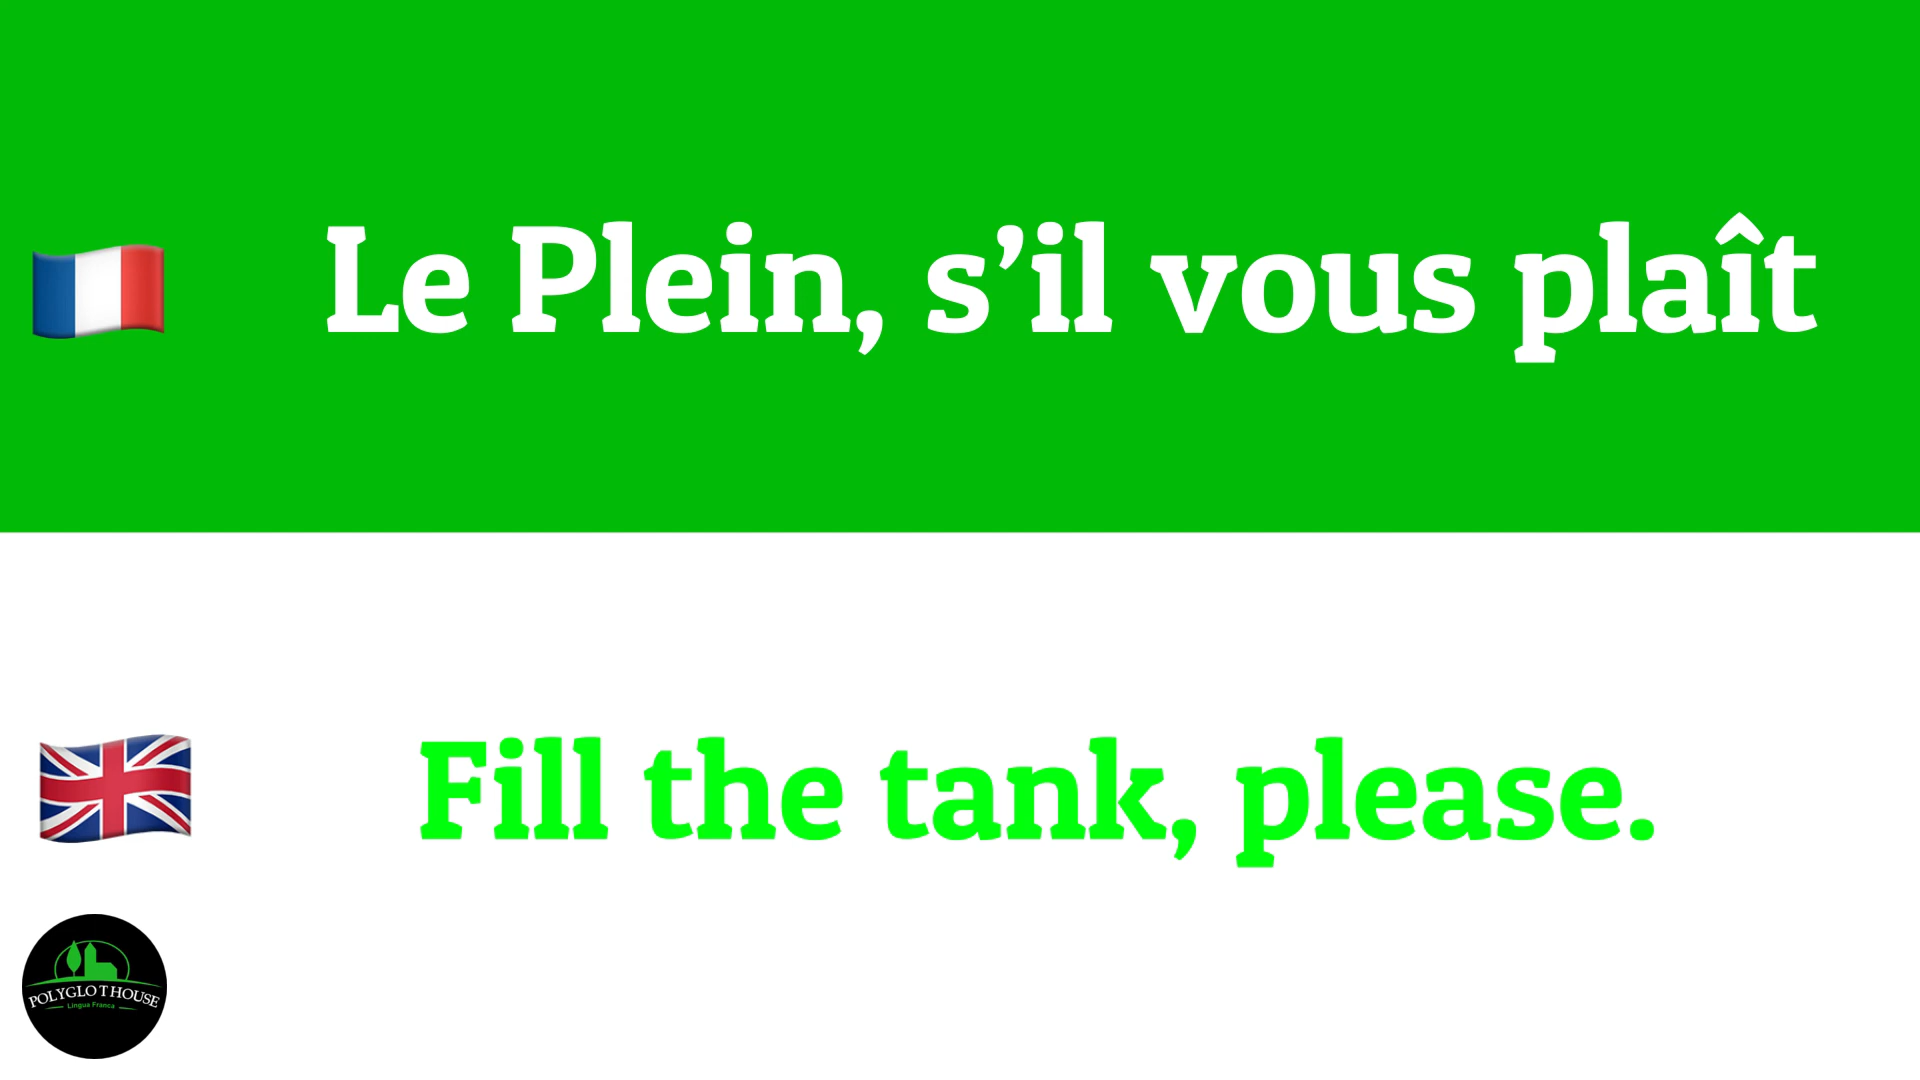 Le Plein, s’il vous plaît
Fill the tank, please.
POLYGLOTHOUSE
Lingua Franca